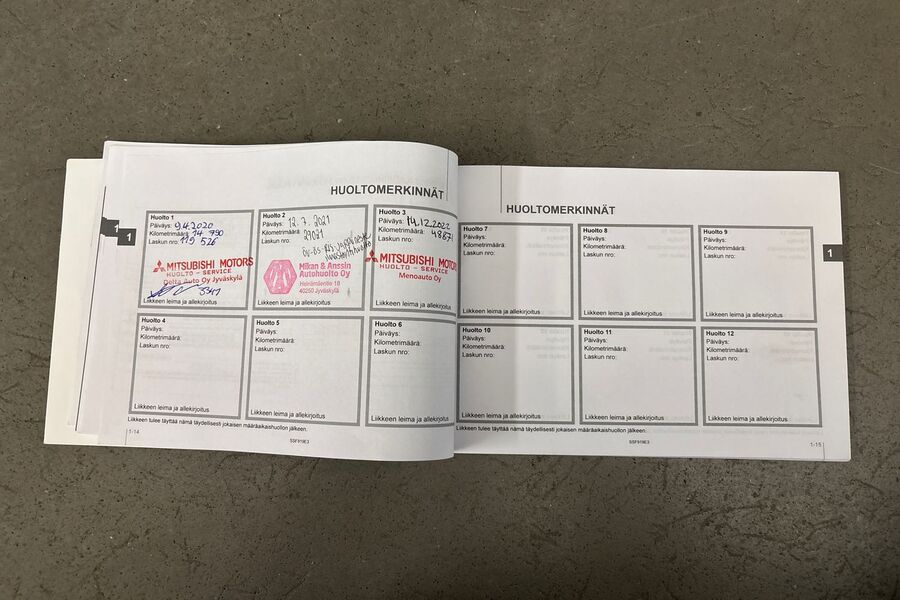 HUOLTOMERKINNÄT
1
1
Huolto 1
Päiväys: 9.4.2020
Kilometrimäärä: 14 790
Laskun nro: 119 526
MITSUBISHI MOTORS
HUOLTO - SERVICE
Delta Auto Oy Jyväskylä
3347
Liikkeen leima ja allekirjoitus
Huolto 2
Päiväys: 12.7.2021
Kilometrimäärä:
Laskun nro: 29021
Mikan & Anssin
Autohuolto Oy
Heinämäentie 18
40250 Jyväskylä
Liikkeen leima ja allekirjoitus
Huolto 3
Päiväys: 14.12.2022
Kilometrimäärä: 4887
Laskun nro:
MITSUBISHI MOTORS
HUOLTO - SERVICE
Menoauto Oy
Liikkeen leima ja allekirjoitus
Huolto 4
Päiväys:
Kilometrimäärä:
Laskun nro:
Liikkeen leima ja allekirjoitus
Huolto 5
Päiväys:
Kilometrimäärä:
Laskun nro:
Liikkeen leima ja allekirjoitus
Huolto 6
Päiväys:
Kilometrimäärä:
Laskun nro:
Liikkeen leima ja allekirjoitus
Liikkeen tulee täyttää nämä täydellisesti jokaisen määräaikaishuollon jälkeen.
1-14
SSF919E3
HUOLTOMERKINNÄT
1
Huolto 7
Päiväys:
Kilometrimäärä:
Laskun nro:
Liikkeen leima ja allekirjoitus
Huolto 8
Päiväys:
Kilometrimäärä:
Laskun nro:
Liikkeen leima ja allekirjoitus
Huolto 9
Päiväys:
Kilometrimäärä:
Laskun nro:
Liikkeen leima ja allekirjoitus
Huolto 10
Päiväys:
Kilometrimäärä:
Laskun nro:
Liikkeen leima ja allekirjoitus
Huolto 11
Päiväys:
Kilometrimäärä:
Laskun nro:
Liikkeen leima ja allekirjoitus
Huolto 12
Päiväys:
Kilometrimäärä:
Laskun nro:
Liikkeen leima ja allekirjoitus
Liikkeen tulee täyttää nämä täydellisesti jokaisen määräaikaishuollon jälkeen.
SSF919E3
1-15